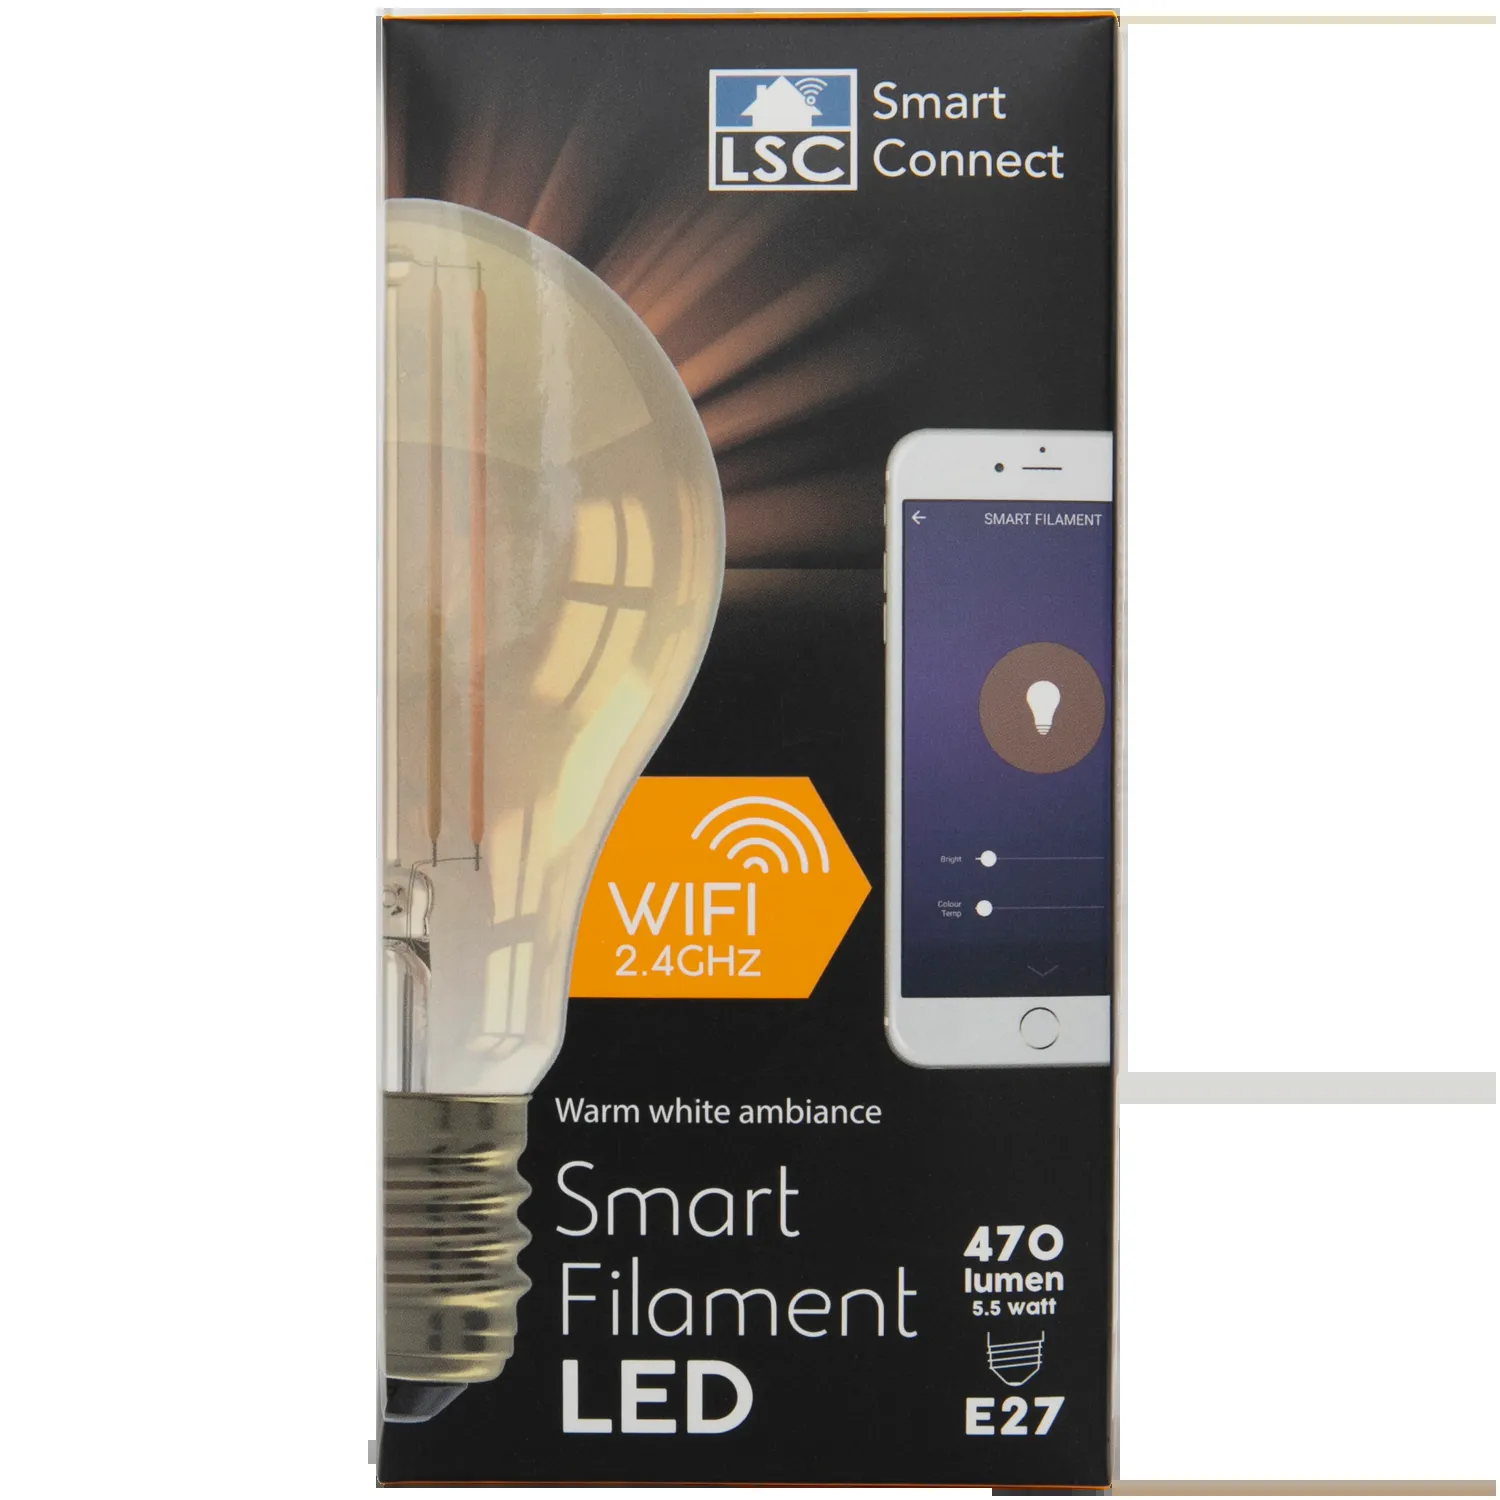 LSC
Smart
Connect
SMART FILAMENT
Bright
Colour
Temp
WIFI
2.4GHz
Warm white ambiance
Smart
Filament
LED
470
lumen
5.5 watt
E27